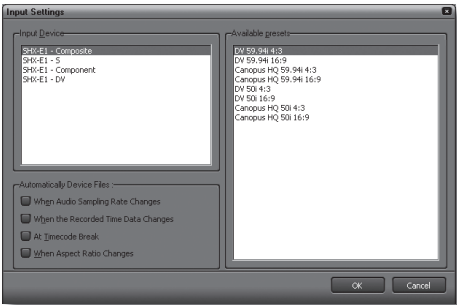 Input Settings
Input Device
SHX-E1 - Composite
SHX-E1 - S
SHX-E1 - Component
SHX-E1 - DV
Available presets
DV 59.94i 4:3
DV 59.94i 16:9
Canopus HQ 59.94i 4:3
Canopus HQ 59.94i 16:9
DV 50i 4:3
DV 50i 16:9
Canopus HQ 50i 4:3
Canopus HQ 50i 16:9
Automatically Device Files :
When Audio Sampling Rate Changes
When the Recorded Time Data Changes
At Timecode Break
When Aspect Ratio Changes
OK
Cancel